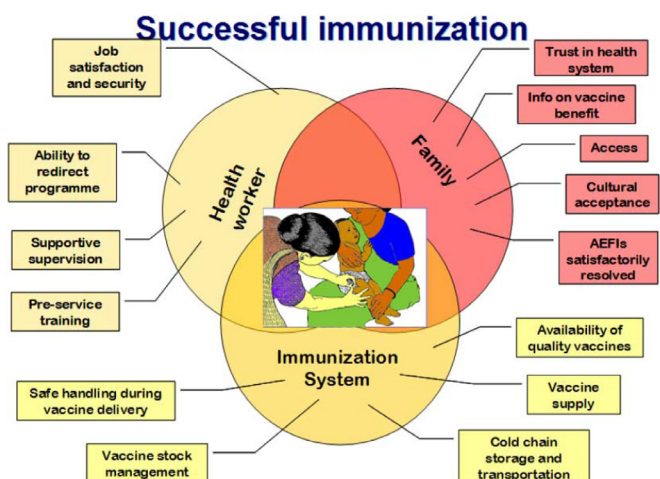 Successful immunization
Job
satisfaction
and security
Ability to
redirect
programme
Supportive
supervision
Pre-service
training
Health
worker
Family
Trust in health
system
Info on vaccine
benefit
Access
Cultural
acceptance
AEFIs
satisfactorily
resolved
Immunization
System
Availability of
quality vaccines
Vaccine
supply
Cold chain
storage and
transportation
Safe handling during
vaccine delivery
Vaccine stock
management